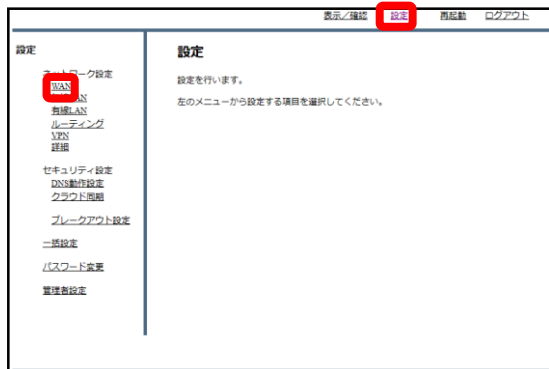 表示／確認 設定 再起動 ログアウト
設定
ネットワーク設定
WAN
LAN
有線LAN
ルーティング
VPN
詳細
セキュリティ設定
DNS動作設定
クラウド同期
ブレークアウト設定
一括設定
パスワード変更
管理者設定
設定
設定を行います。
左のメニューから設定する項目を選択してください。